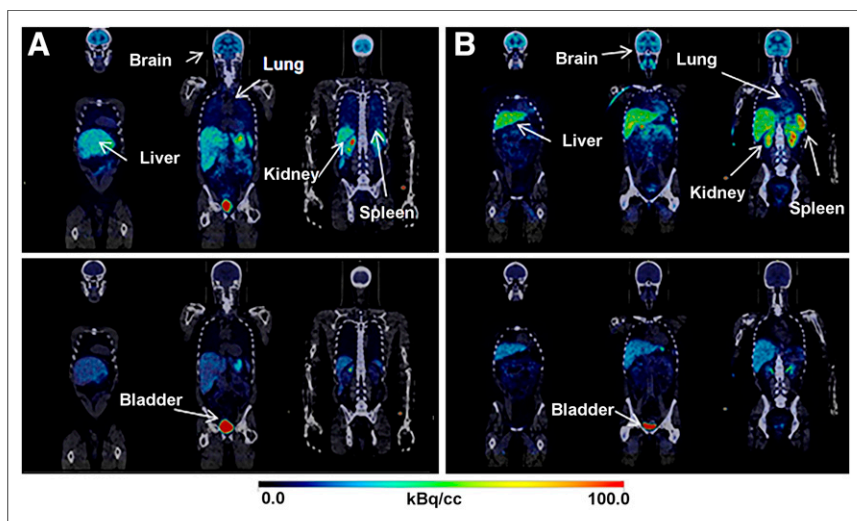 A
Brain
Lung
Liver
Kidney
Spleen
Bladder
B
Brain
Lung
Liver
Kidney
Spleen
Bladder
0.0 kBq/cc 100.0